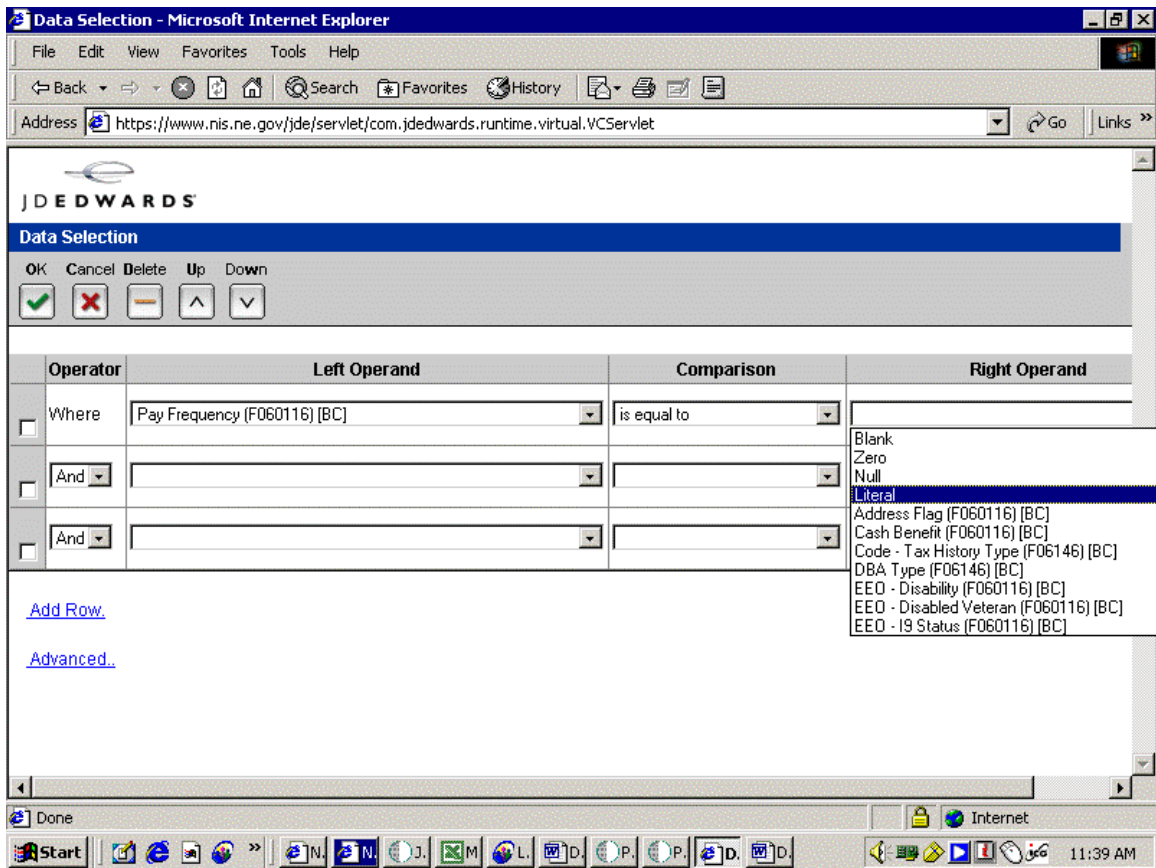 Data Selection - Microsoft Internet Explorer
File Edit View Favorites Tools Help
Back Search Favorites History
Address https://www.nis.ne.gov/jde/servlet/com.jdedwards.runtime.virtual.VCServlet Go Links »
JDEDWARDS
Data Selection
OK Cancel Delete Up Down
Operator Left Operand Comparison Right Operand
Where Pay Frequency (F060116) [BC] is equal to
Blank
Zero
And
Null
Literal
Address Flag (F060116) [BC]
Cash Benefit (F060116) [BC]
And
Code - Tax History Type (F06146) [BC]
DBA Type (F06146) [BC]
EEO - Disability (F060116) [BC]
EEO - Disabled Veteran (F060116) [BC]
EEO - I9 Status (F060116) [BC]
Add Row.
Advanced..
Done Internet
Start » N. N. J. M L. D. P. P. D. D. 11:39 AM